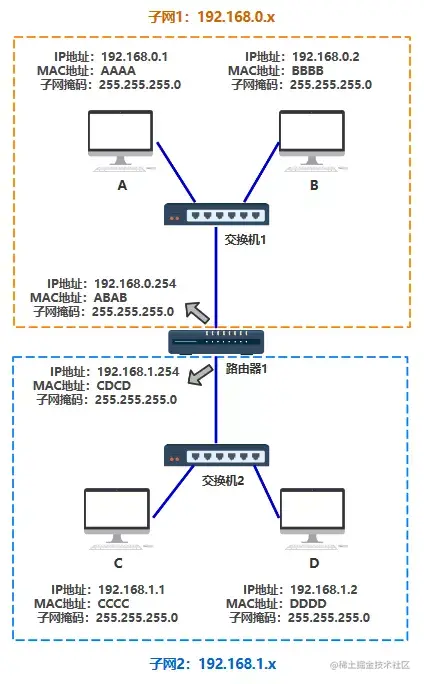 子网1：192.168.0.x
IP地址：192.168.0.1
MAC地址：AAAA
子网掩码：255.255.255.0
IP地址：192.168.0.2
MAC地址：BBBB
子网掩码：255.255.255.0
A
B
交换机1
IP地址：192.168.0.254
MAC地址：ABAB
子网掩码：255.255.255.0
路由器1
IP地址：192.168.1.254
MAC地址：CDCD
子网掩码：255.255.255.0
交换机2
C
D
IP地址：192.168.1.1
MAC地址：CCCC
子网掩码：255.255.255.0
IP地址：192.168.1.2
MAC地址：DDDD
子网掩码：255.255.255.0
子网2：192.168.1.x
@稀土掘金技术社区